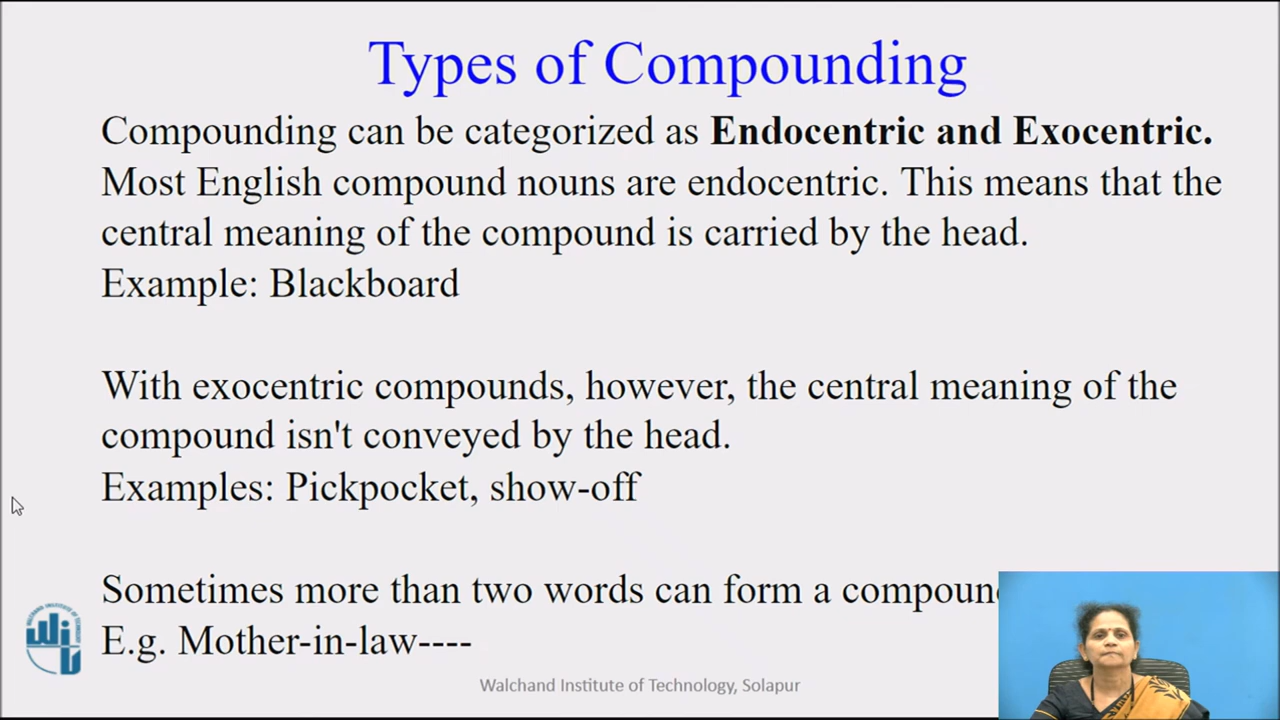 Types of Compounding
Compounding can be categorized as Endocentric and Exocentric.
Most English compound nouns are endocentric. This means that the
central meaning of the compound is carried by the head.
Example: Blackboard
With exocentric compounds, however, the central meaning of the
compound isn't conveyed by the head.
Examples: Pickpocket, show-off
Sometimes more than two words can form a
E.g. Mother-in-law----
Walchand Institute of Technology, Solapur